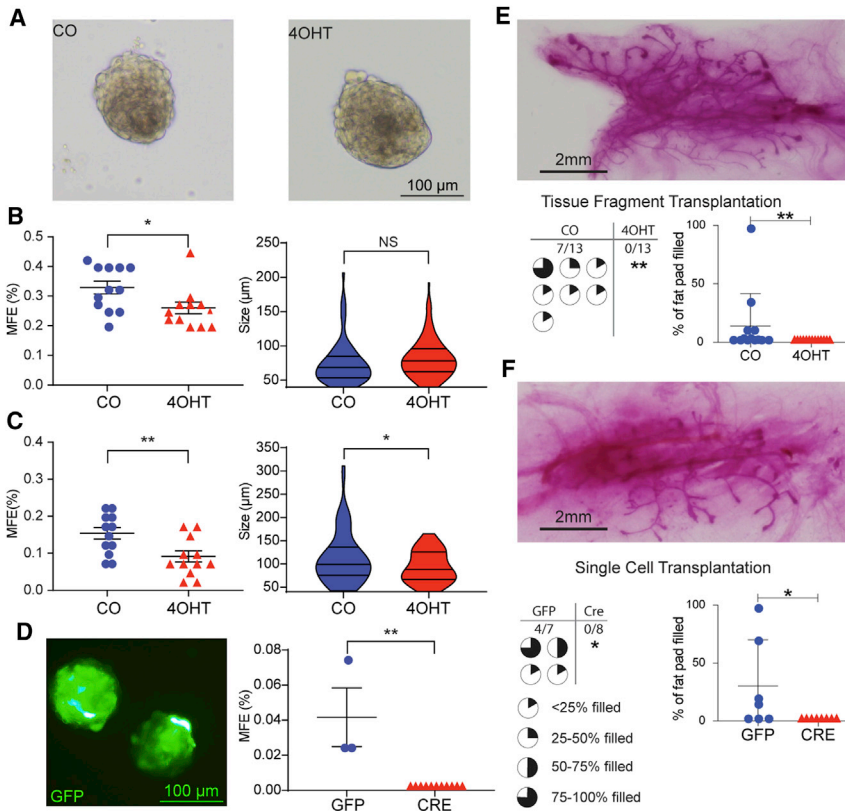 A
CO
4OHT
100 µm
B
*
MFE (%)
0.5
0.4
0.3
0.2
0.1
0.0
CO
4OHT
NS
Size (µm)
250
200
150
100
50
CO
4OHT
C
**
MFE(%)
0.4
0.3
0.2
0.1
0.0
CO
4OHT
*
Size (µm)
350
300
250
200
150
100
50
CO
4OHT
D
GFP
100 µm
**
MFE (%)
0.08
0.06
0.04
0.02
0.00
GFP
CRE
E
2mm
Tissue Fragment Transplantation
CO 4OHT
7/13 0/13
**
% of fat pad filled
100
50
0
**
CO
4OHT
F
2mm
Single Cell Transplantation
GFP Cre
4/7 0/8
*
<25% filled
25-50% filled
50-75% filled
75-100% filled
% of fat pad filled
100
50
0
*
GFP
CRE